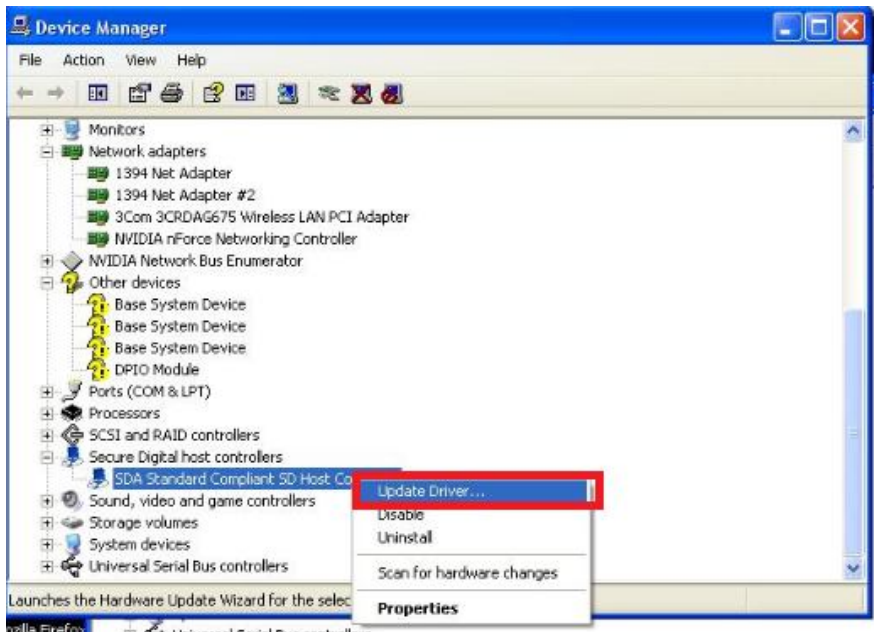 Device Manager
File Action View Help
Monitors
Network adapters
1394 Net Adapter
1394 Net Adapter #2
3Com 3CRDAG675 Wireless LAN PCI Adapter
NVIDIA nForce Networking Controller
NVIDIA Network Bus Enumerator
Other devices
Base System Device
Base System Device
Base System Device
DPIO Module
Ports (COM & LPT)
Processors
SCSI and RAID controllers
Secure Digital host controllers
SDA Standard Compliant SD Host Co
Update Driver...
Sound, video and game controllers
Disable
Storage volumes
Uninstall
System devices
Universal Serial Bus controllers
Scan for hardware changes
Launches the Hardware Update Wizard for the selec
Properties
ozilla Firefox